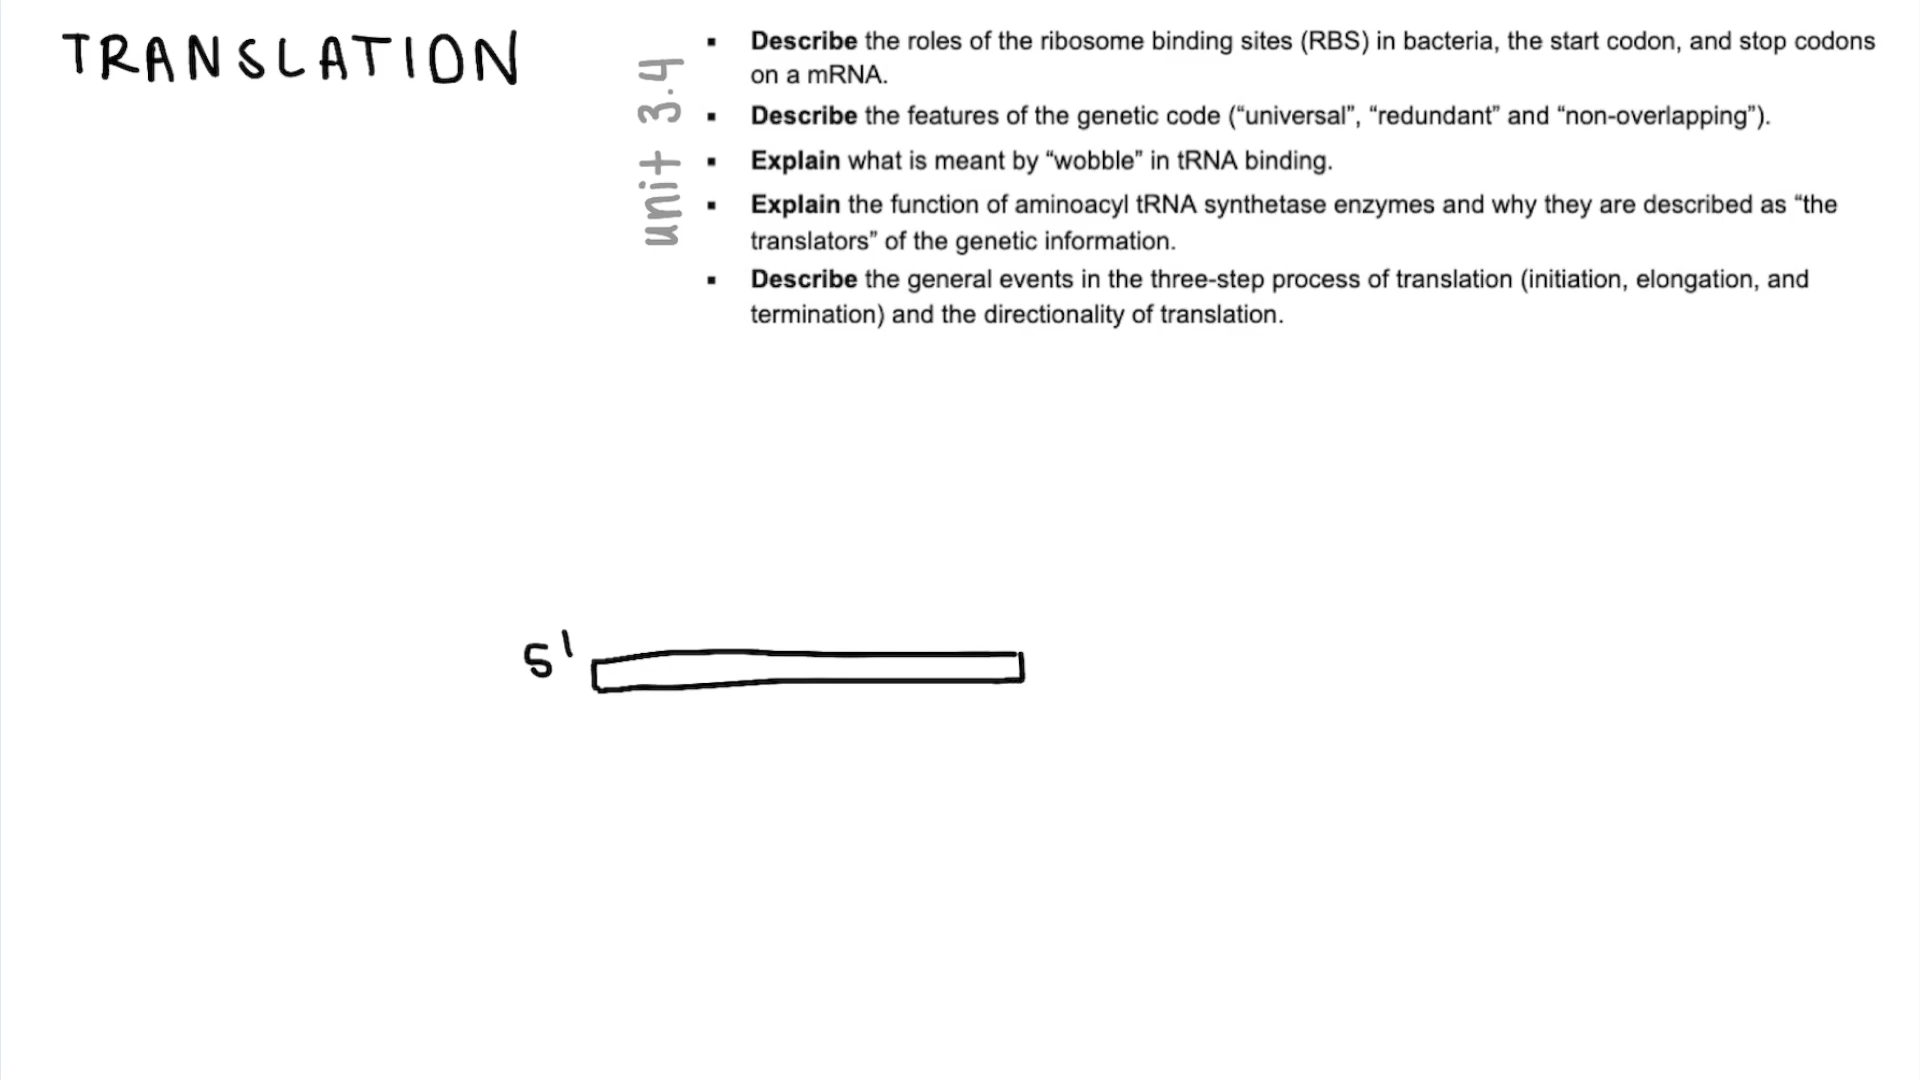 TRANSLATION
unit 3.4
▪ Describe the roles of the ribosome binding sites (RBS) in bacteria, the start codon, and stop codons
on a mRNA.
▪ Describe the features of the genetic code (“universal”, “redundant” and “non-overlapping”).
▪ Explain what is meant by “wobble” in tRNA binding.
▪ Explain the function of aminoacyl tRNA synthetase enzymes and why they are described as “the
translators” of the genetic information.
▪ Describe the general events in the three-step process of translation (initiation, elongation, and
termination) and the directionality of translation.
5'